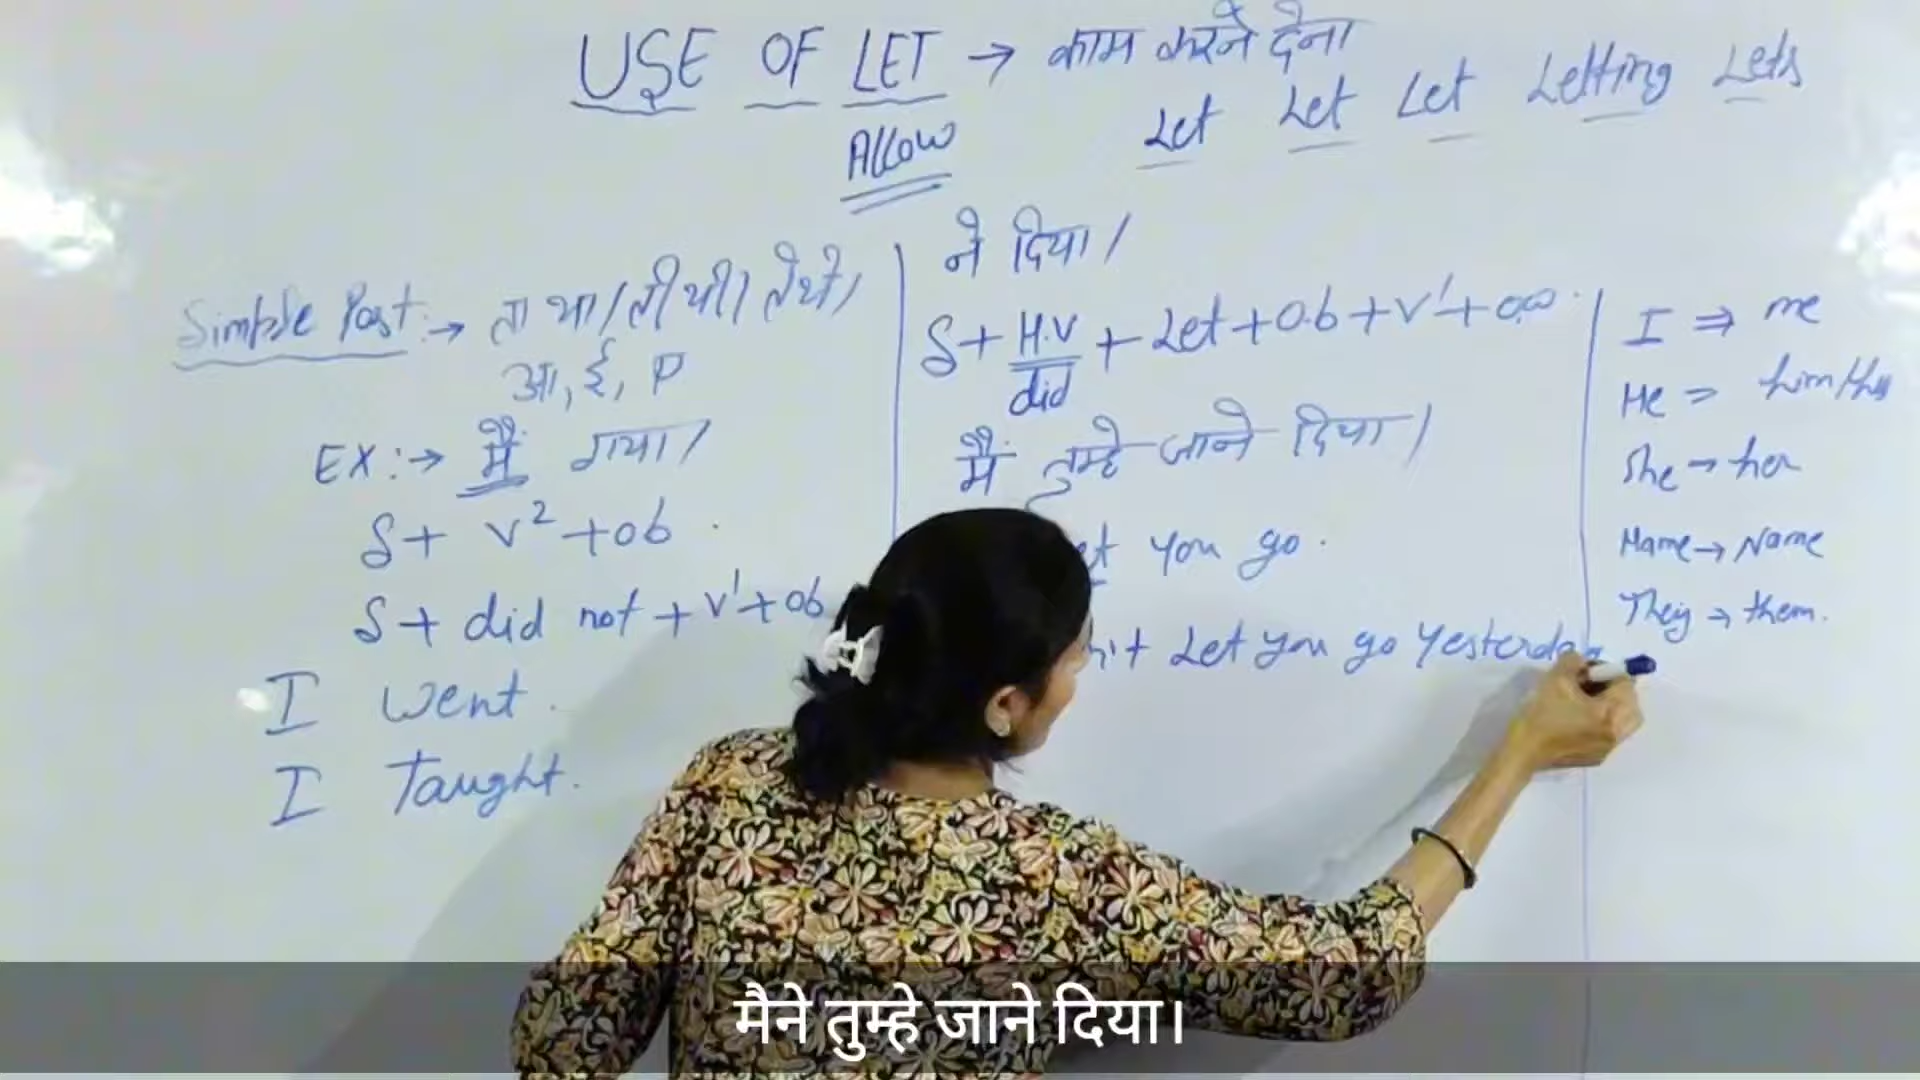 USE OF LET → काम करने देना
Allow
Let Let Let Letting Lets
Simple Past → ता था/ती थी/ते थे/
आ, ई, ए
EX:→ मैं गया/
S + V² + ob
S + did not + V¹ + ob
I went.
I Taught.
ने दिया/
S + H.V + Let + O.b + V¹ +
did
मैं तुम्हे जाने दिया/
you go.
Let you go Yesterday
I ⇒ me
He ⇒ him/
She → her
Name → Name
They → them.
मैने तुम्हे जाने दिया।